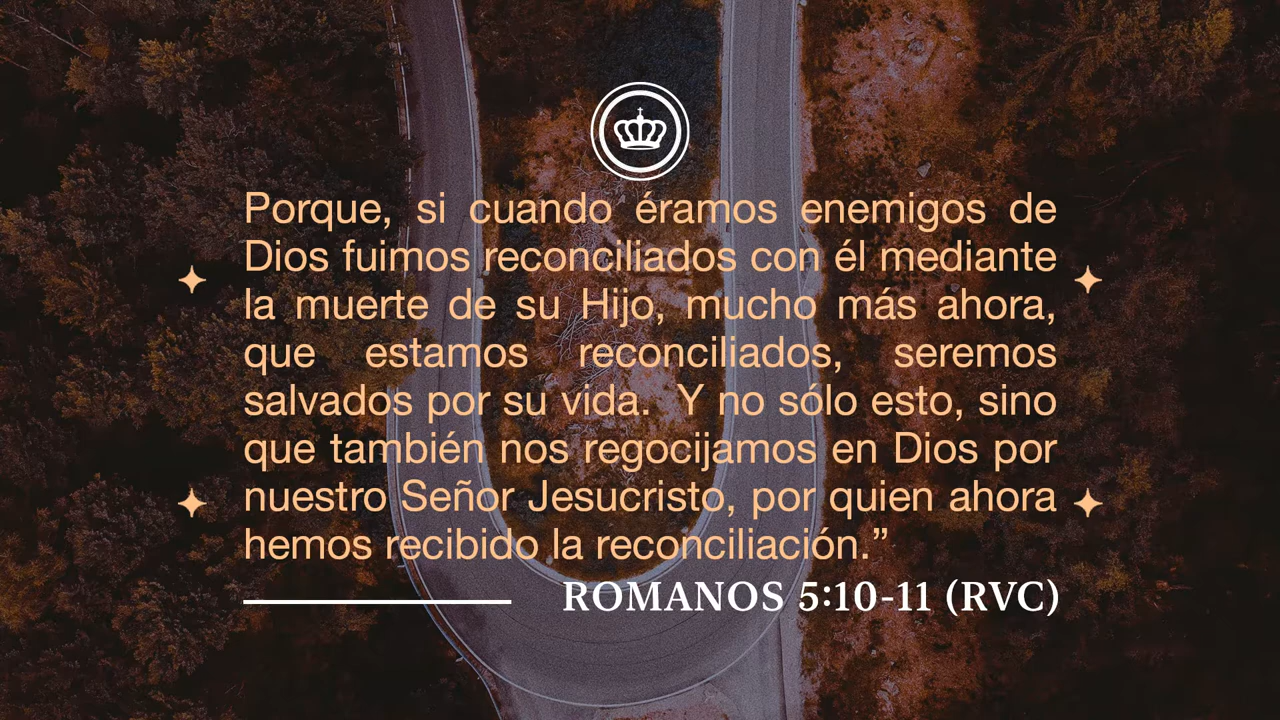 Porque, si cuando éramos enemigos de
Dios fuimos reconciliados con él mediante
la muerte de su Hijo, mucho más ahora,
que estamos reconciliados, seremos
salvados por su vida.  Y no sólo esto, sino
que también nos regocijamos en Dios por
nuestro Señor Jesucristo, por quien ahora
hemos recibido la reconciliación.”
ROMANOS 5:10-11 (RVC)